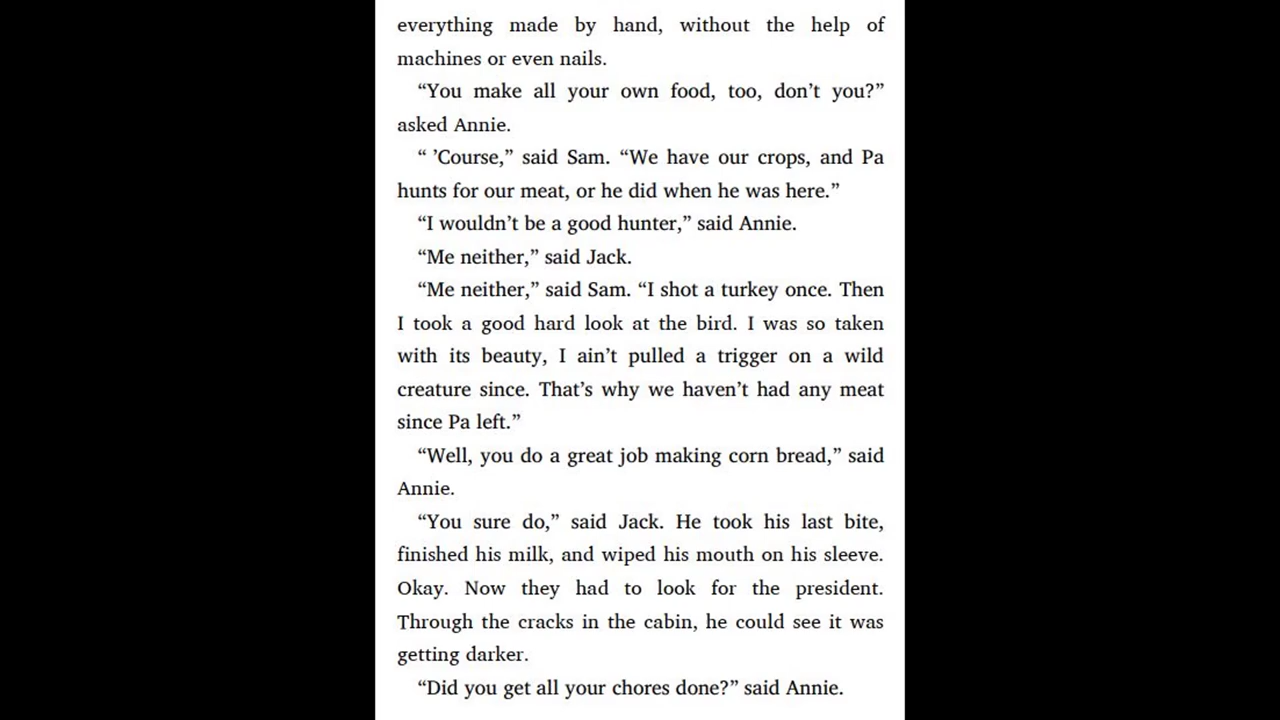 everything made by hand, without the help of
machines or even nails.
“You make all your own food, too, don’t you?”
asked Annie.
“ ’Course,” said Sam. “We have our crops, and Pa
hunts for our meat, or he did when he was here.”
“I wouldn’t be a good hunter,” said Annie.
“Me neither,” said Jack.
“Me neither,” said Sam. “I shot a turkey once. Then
I took a good hard look at the bird. I was so taken
with its beauty, I ain’t pulled a trigger on a wild
creature since. That’s why we haven’t had any meat
since Pa left.”
“Well, you do a great job making corn bread,” said
Annie.
“You sure do,” said Jack. He took his last bite,
finished his milk, and wiped his mouth on his sleeve.
Okay. Now they had to look for the president.
Through the cracks in the cabin, he could see it was
getting darker.
“Did you get all your chores done?” said Annie.